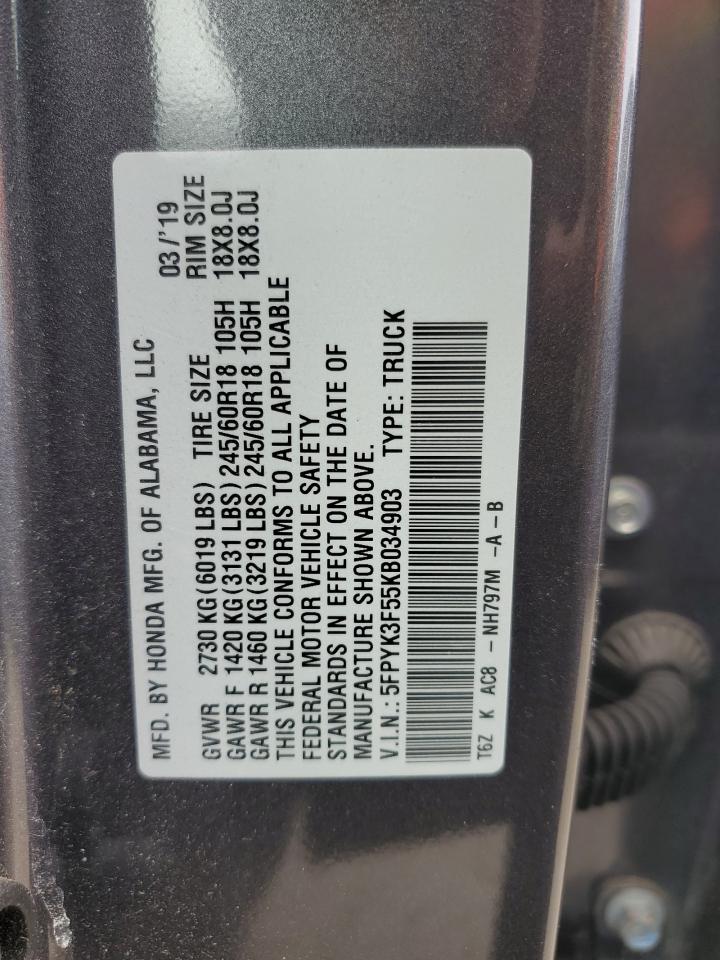 MFD. BY HONDA MFG. OF ALABAMA, LLC 03/'19
GVWR 2730 KG(6019 LBS) TIRE SIZE RIM SIZE
GAWR F 1420 KG(3131 LBS) 245/60R18 105H 18X8.0J
GAWR R 1460 KG(3219 LBS) 245/60R18 105H 18X8.0J
THIS VEHICLE CONFORMS TO ALL APPLICABLE
FEDERAL MOTOR VEHICLE SAFETY
STANDARDS IN EFFECT ON THE DATE OF
MANUFACTURE SHOWN ABOVE.
V.I.N.: 5FPYK3F55KB034903 TYPE: TRUCK
T6Z K AC8 - NH797M -A-B